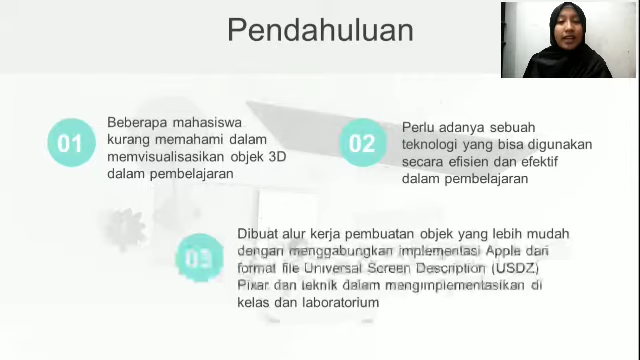 Pendahuluan
01
Beberapa mahasiswa
kurang memahami dalam
memvisualisasikan objek 3D
dalam pembelajaran
02
Perlu adanya sebuah
teknologi yang bisa digunakan
secara efisien dan efektif
dalam pembelajaran
03
Dibuat alur kerja pembuatan objek yang lebih mudah
dengan menggabungkan implementasi Apple dari
format file Universal Screen Description (USDZ)
Pixar dan teknik dalam mengimplementasikan di
kelas dan laboratorium